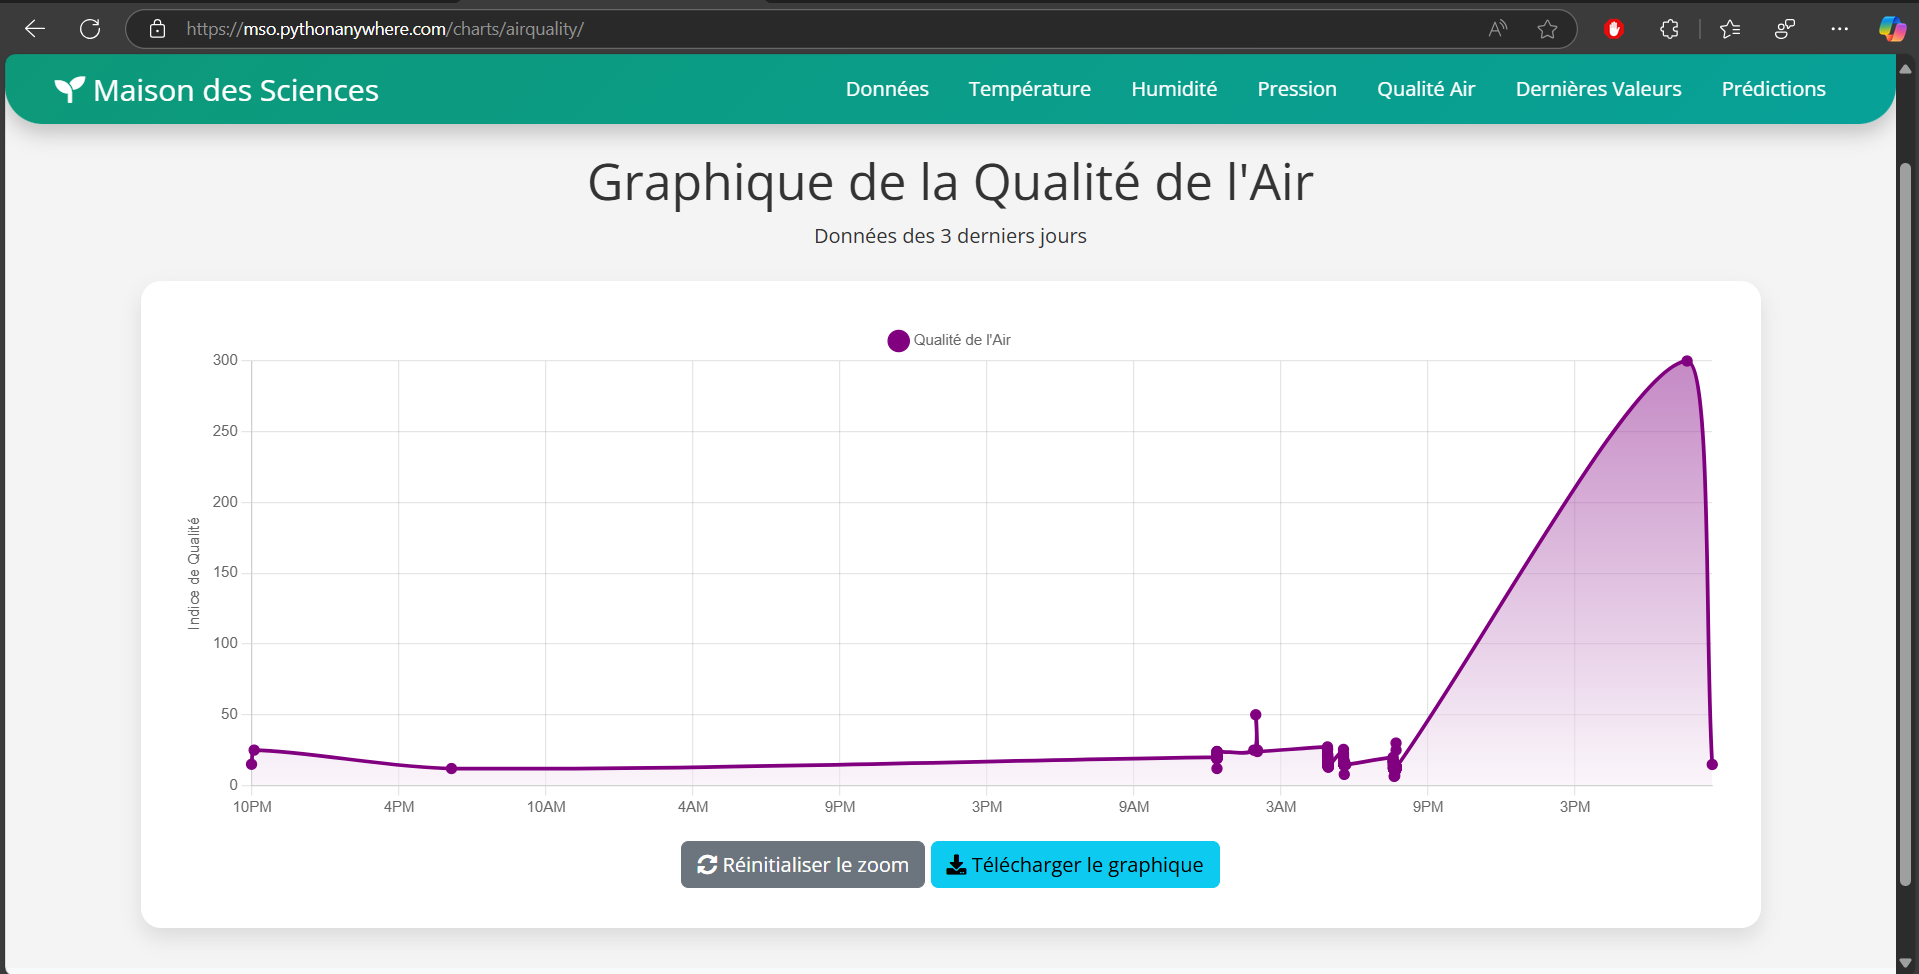 https://mso.pythonanywhere.com/charts/airquality/
Maison des Sciences
Données Température Humidité Pression Qualité Air Dernières Valeurs Prédictions
Graphique de la Qualité de l'Air
Données des 3 derniers jours
Qualité de l'Air
Indice de Qualité
300
250
200
150
100
50
0
10PM 4PM 10AM 4AM 9PM 3PM 9AM 3AM 9PM 3PM
Réinitialiser le zoom Télécharger le graphique